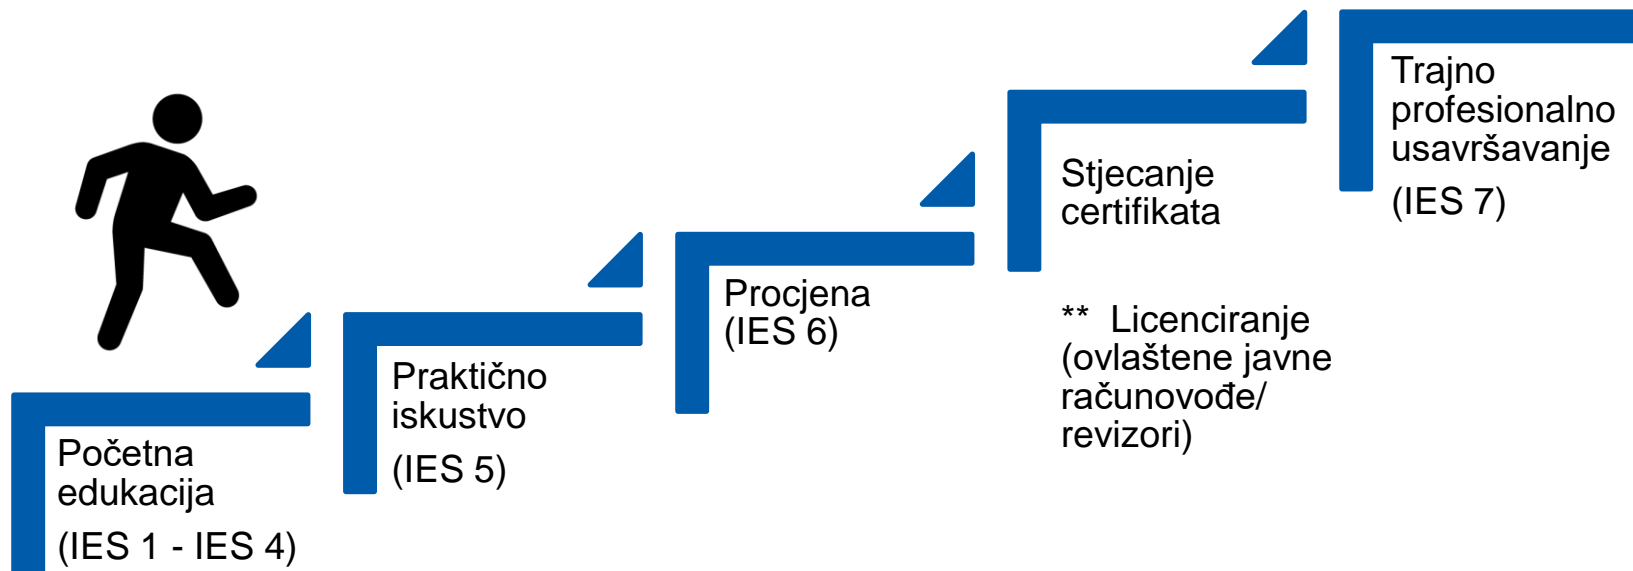 Početna
edukacija
(IES 1 - IES 4)
Praktično
iskustvo
(IES 5)
Procjena
(IES 6)
Stjecanje
certifikata
** Licenciranje
(ovlaštene javne
računovođe/
revizori)
Trajno
profesionalno
usavršavanje
(IES 7)